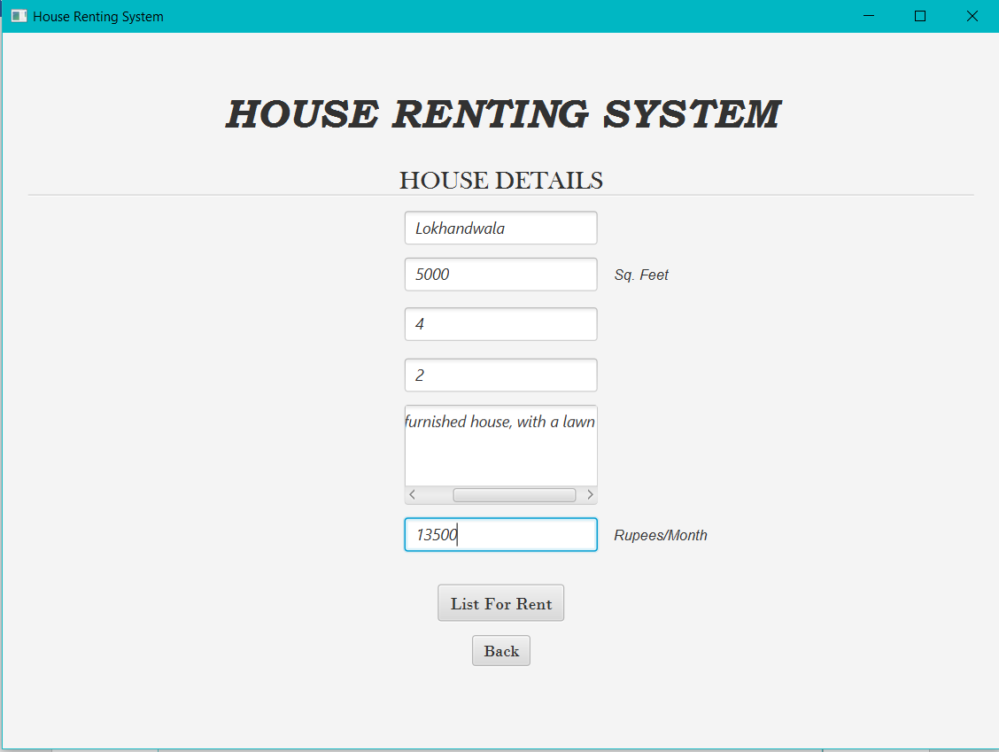 House Renting System
HOUSE RENTING SYSTEM
HOUSE DETAILS
Lokhandwala
5000 Sq. Feet
4
2
furnished house, with a lawn
13500 Rupees/Month
List For Rent
Back